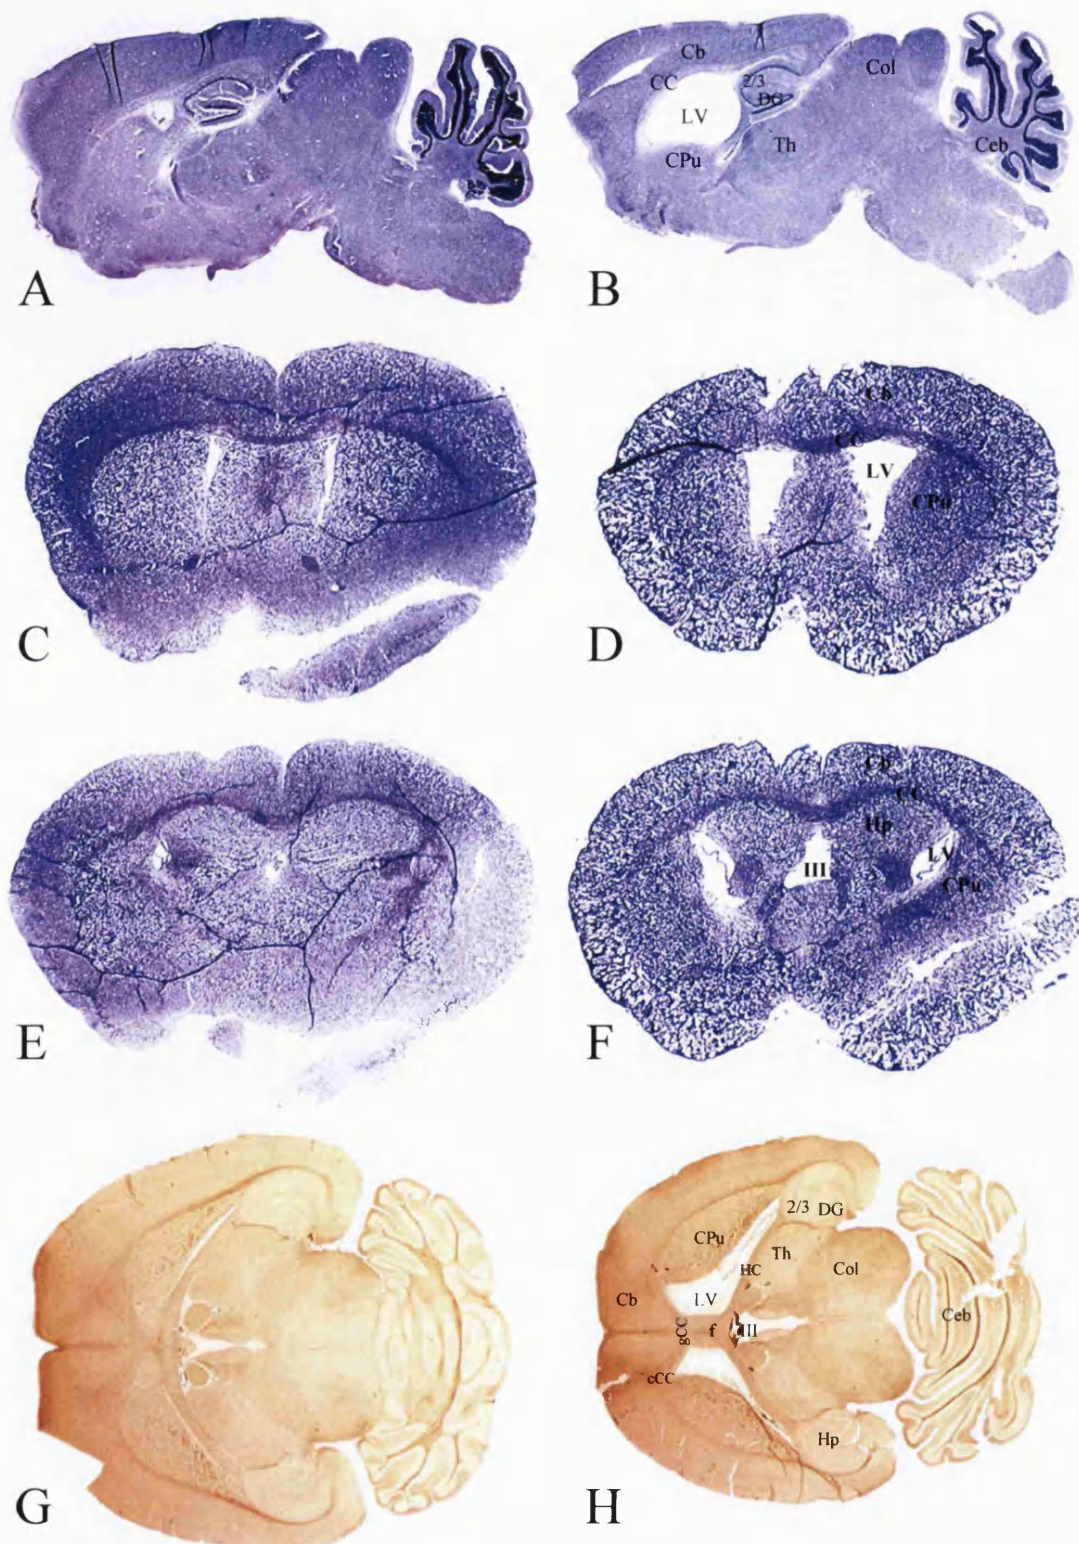 Cb
Col
CC
2/3
DG
LV
Th
CPu
Ceb
A
B
Cb
CC
LV
CPu
C
D
Cb
CC
Hp
LV
III
CPu
E
F
2/3
DG
CPu
Th
HC
Col
Cb
LV
Ceb
gCC
f
III
cCC
Hp
G
H